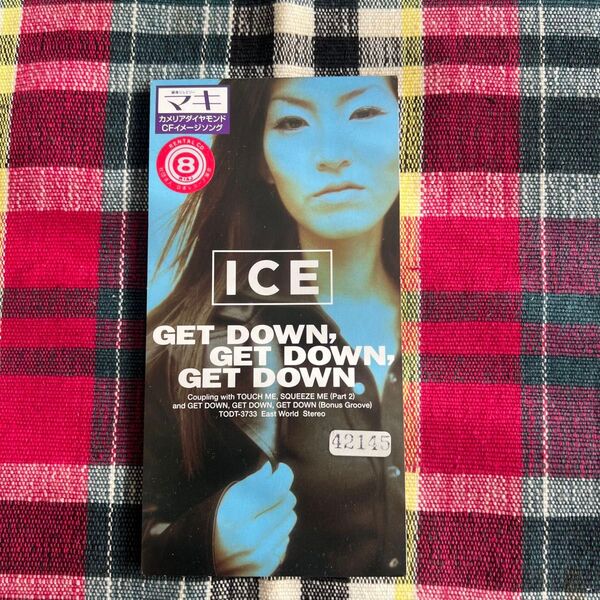 マキ
カメリアダイヤモンド
CFイメージソング
RENTAL CD
8
ICE
GET DOWN,
GET DOWN,
GET DOWN
Coupling with TOUCH ME, SQUEEZE ME (Part 2)
and GET DOWN, GET DOWN, GET DOWN (Bonus Groove)
TODT-3733 East World Stereo
42145